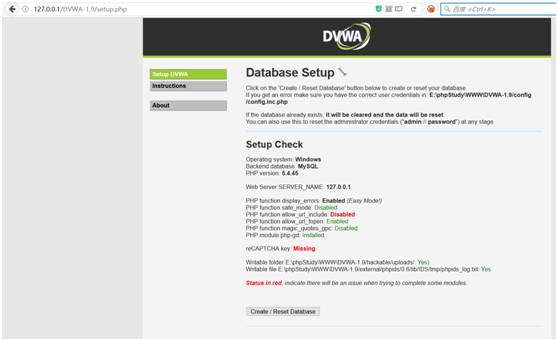 127.0.0.1/DVWA-1.9/setup.php
百度 <Ctrl+K>
DVWA
Setup DVWA
Instructions
About
Database Setup
Click on the 'Create / Reset Database' button below to create or reset your database.
If you get an error make sure you have the correct user credentials in: E:\phpStudy\WWW\DVWA-1.9/config
/config.inc.php
If the database already exists, it will be cleared and the data will be reset.
You can also use this to reset the administrator credentials ("admin // password") at any stage.
Setup Check
Operating system: Windows
Backend database: MySQL
PHP version: 5.4.45
Web Server SERVER_NAME: 127.0.0.1
PHP function display_errors: Enabled (Easy Mode!)
PHP function safe_mode: Disabled
PHP function allow_url_include: Disabled
PHP function allow_url_fopen: Enabled
PHP function magic_quotes_gpc: Disabled
PHP module php-gd: Installed
reCAPTCHA key: Missing
Writable folder E:\phpStudy\WWW\DVWA-1.9/hackable/uploads/: Yes)
Writable file E:\phpStudy\WWW\DVWA-1.9/external/phpids/0.6/lib/IDS/tmp/phpids_log.txt: Yes
Status in red, indicate there will be an issue when trying to complete some modules.
Create / Reset Database